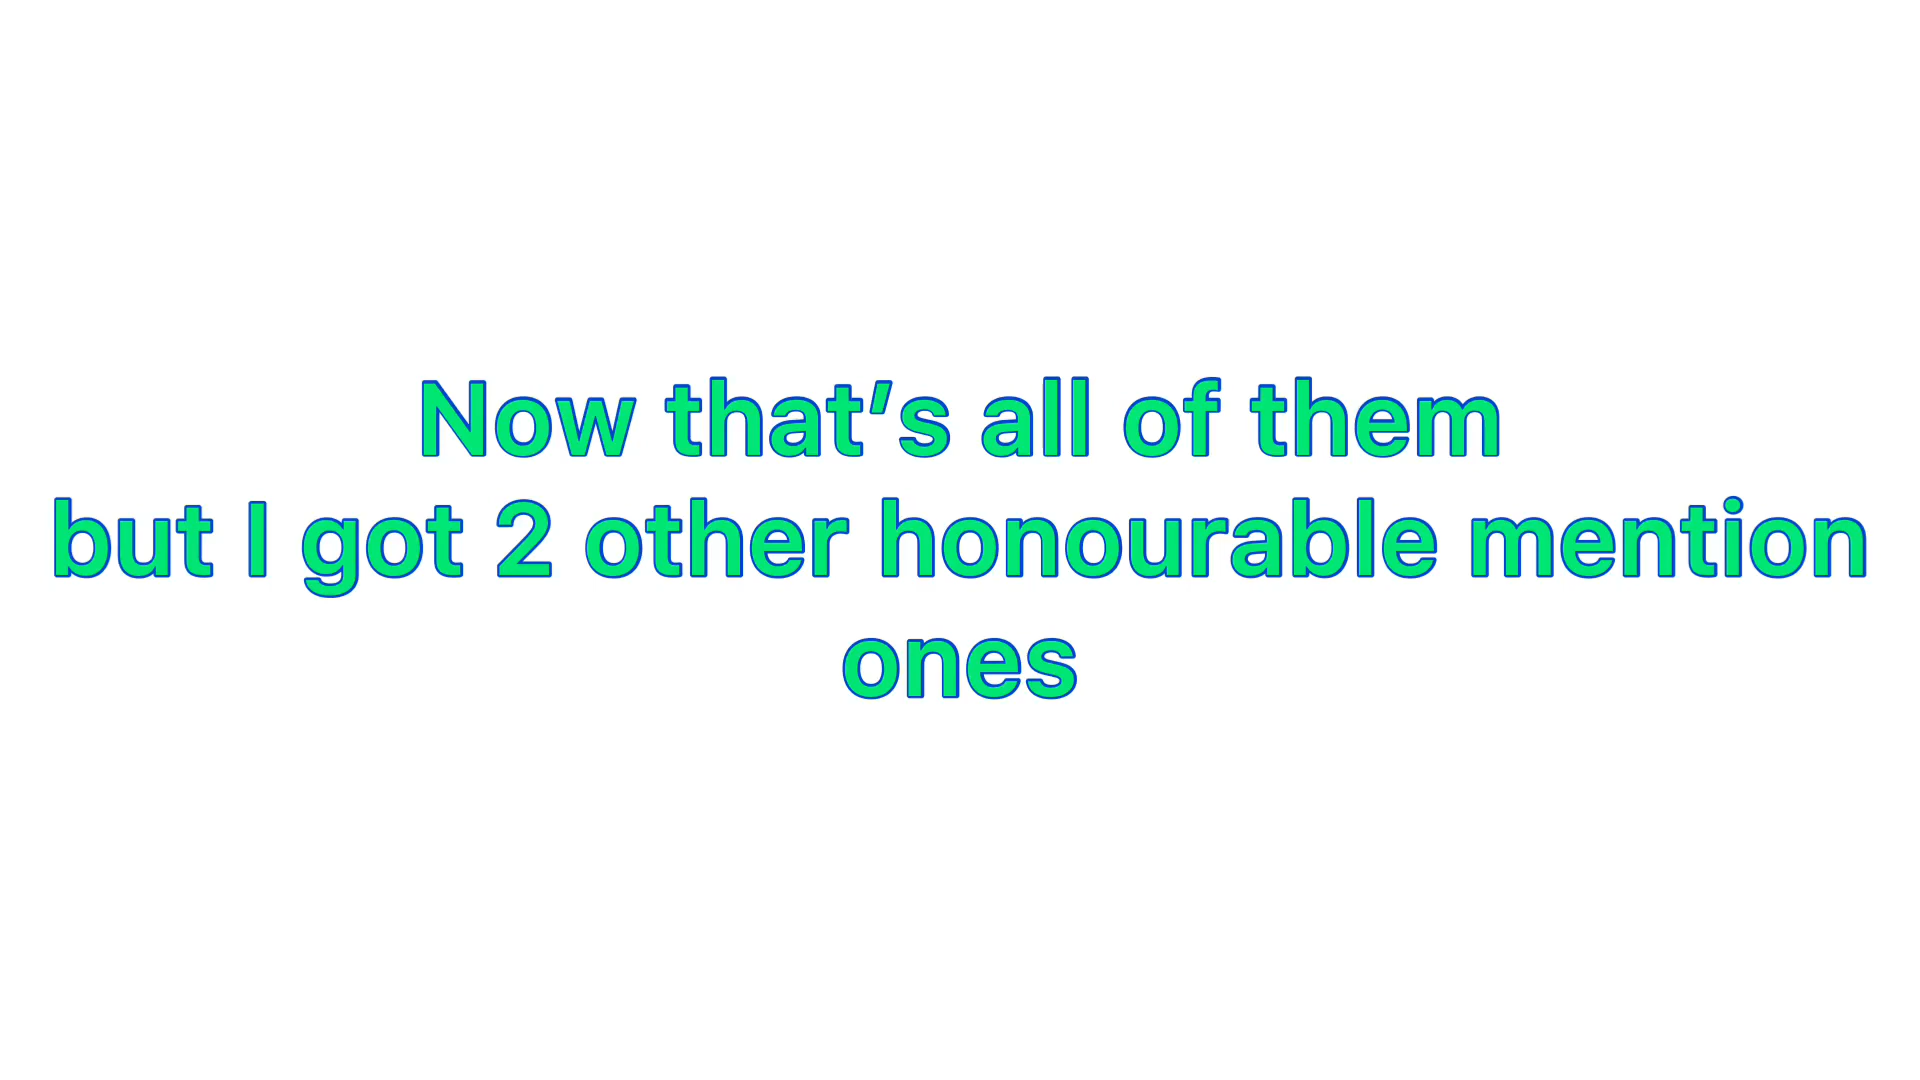 Now that’s all of them
but I got 2 other honourable mention
ones